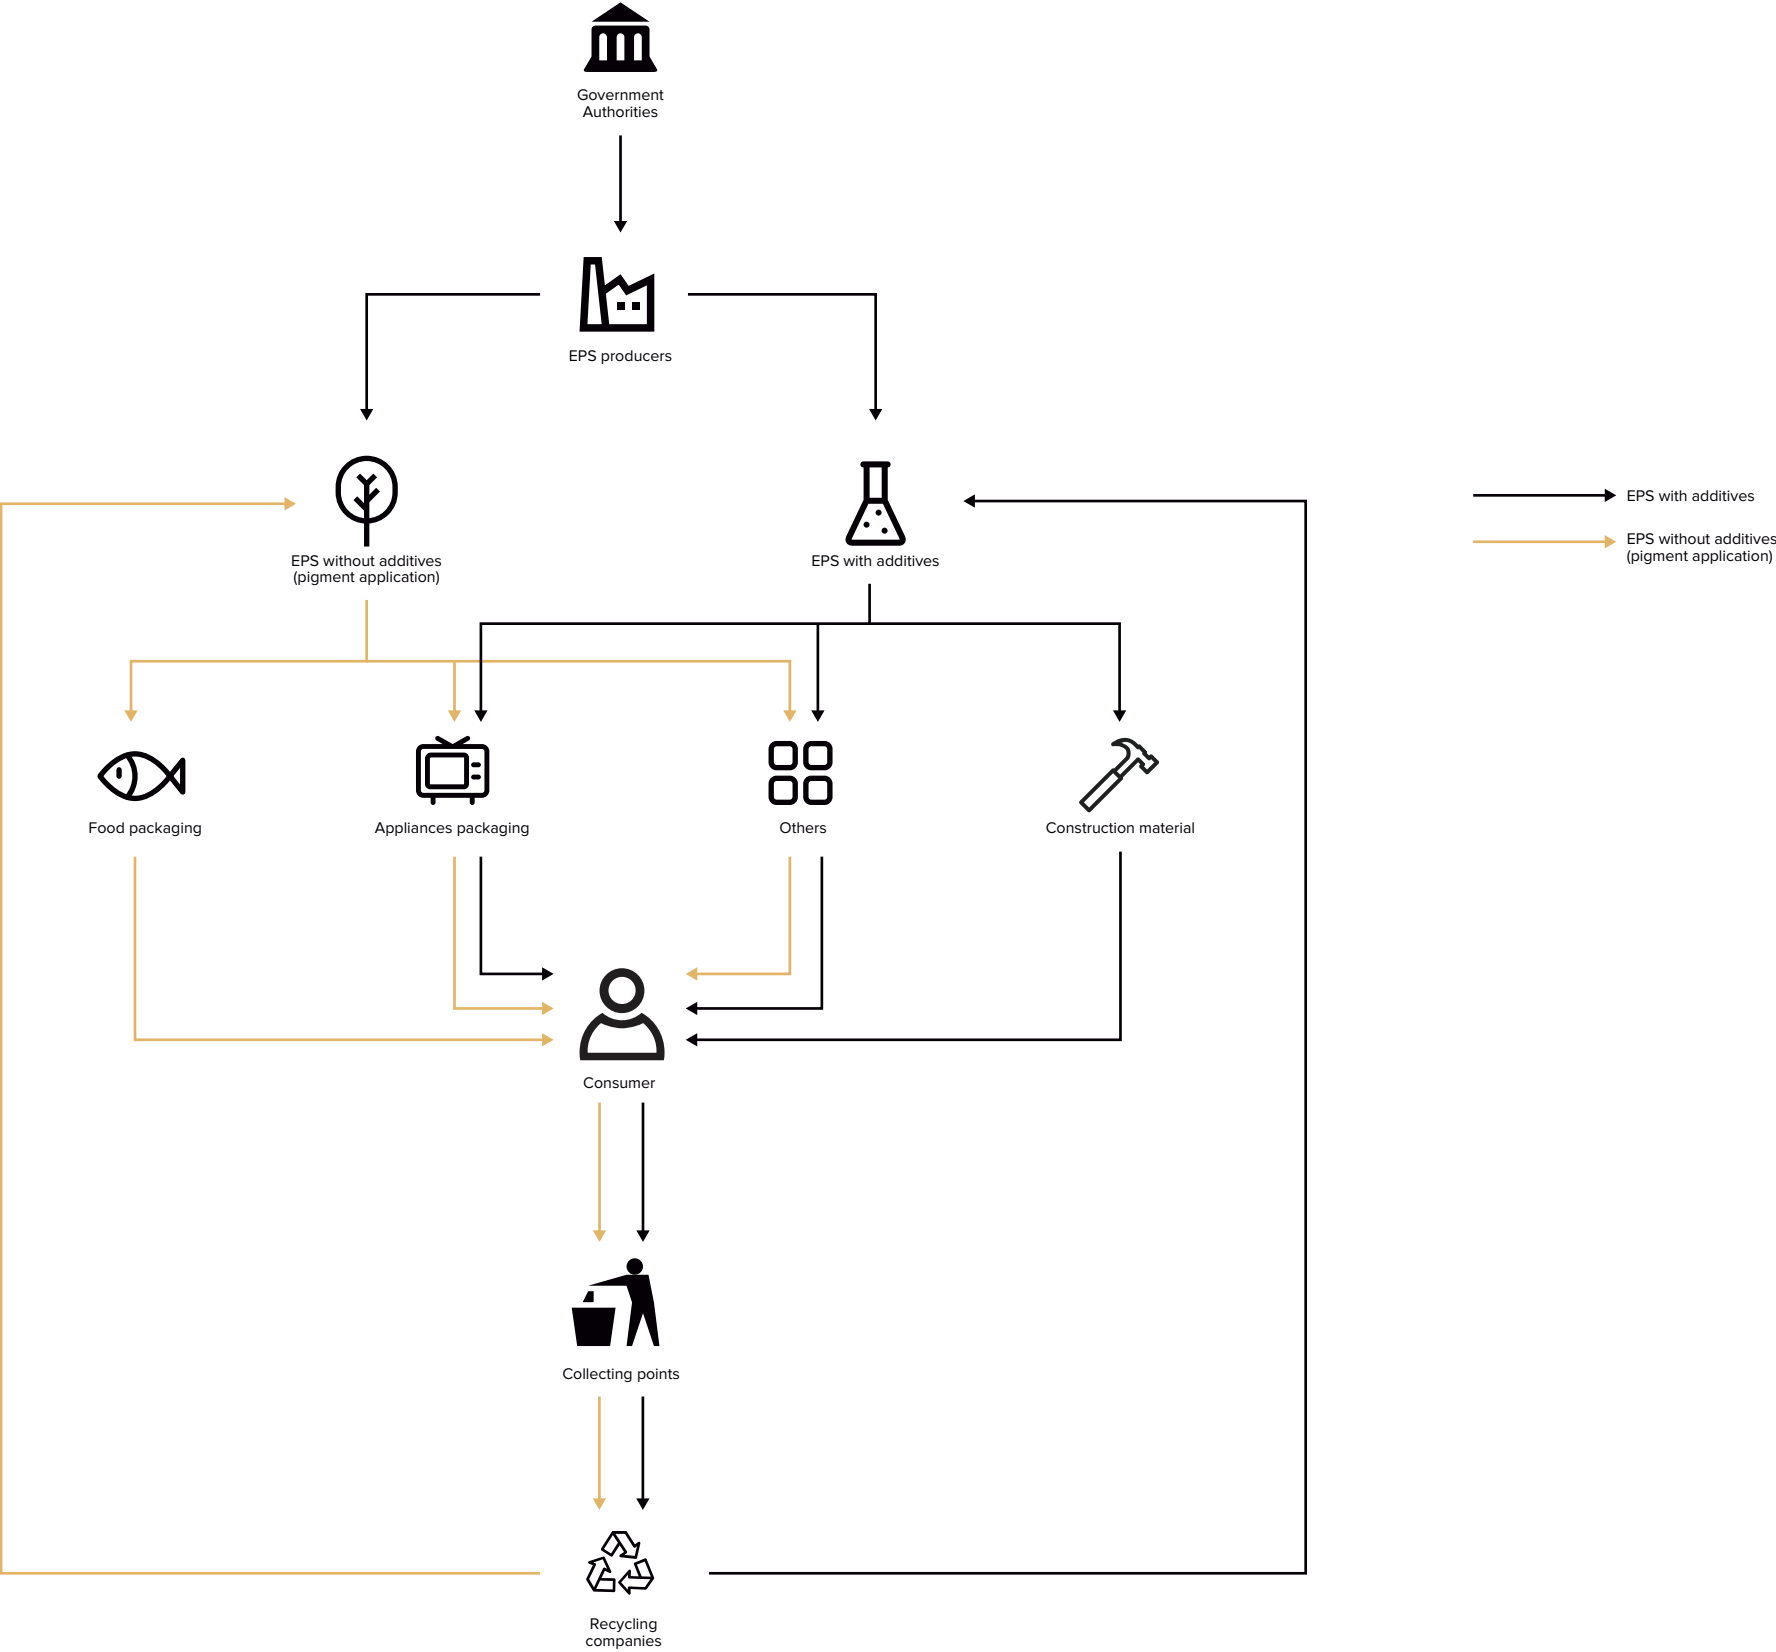 Government
Authorities
EPS producers
EPS without additives
(pigment application)
EPS with additives
EPS with additives
EPS without additives
(pigment application)
Food packaging
Appliances packaging
Others
Construction material
Consumer
Collecting points
Recycling
companies